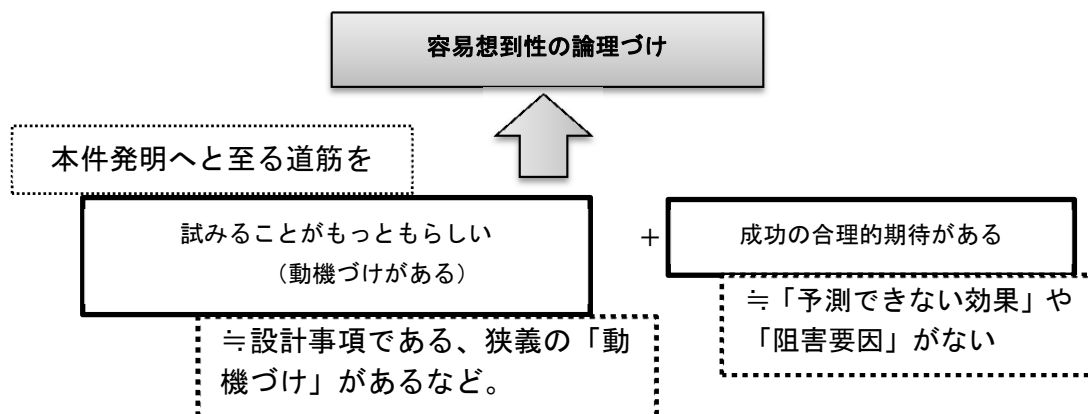 容易想到性の論理づけ
本件発明へと至る道筋を
試みることがもっともらしい
（動機づけがある）
+
成功の合理的期待がある
≒設計事項である、狭義の「動
機づけ」があるなど。
≒「予測できない効果」や
「阻害要因」がない